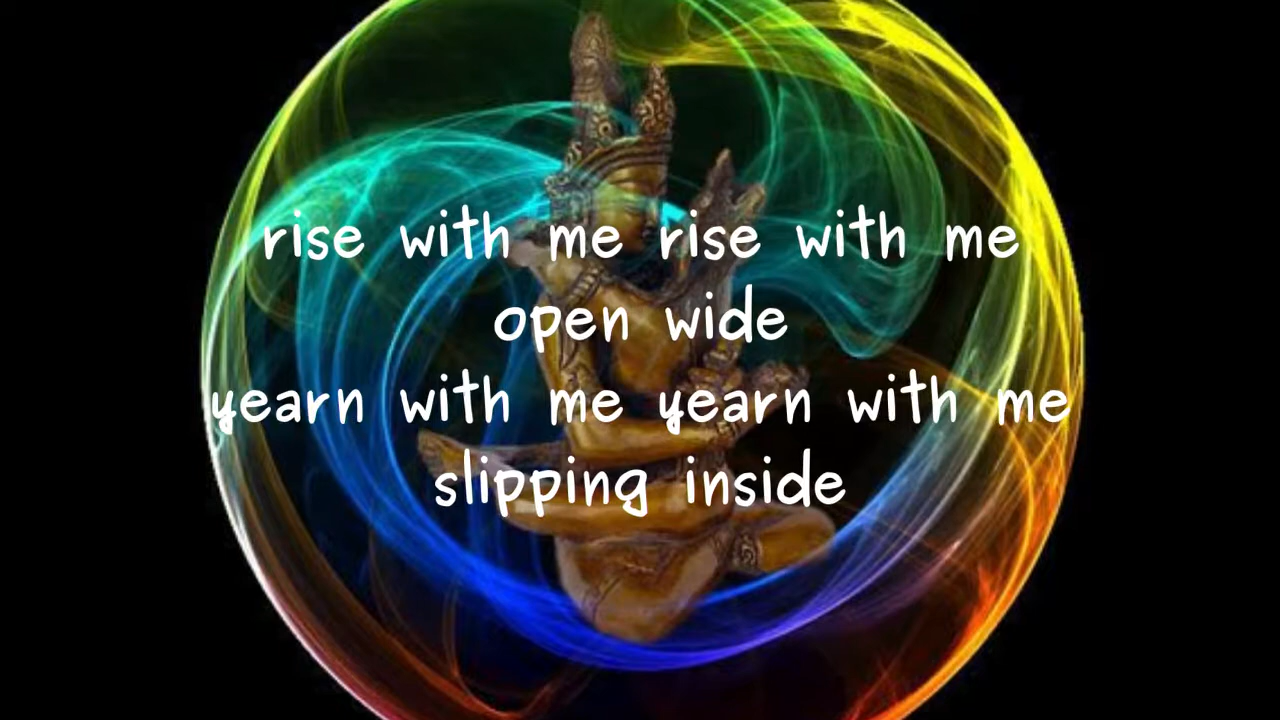 rise with me rise with me
open wide
yearn with me yearn with me
slipping inside